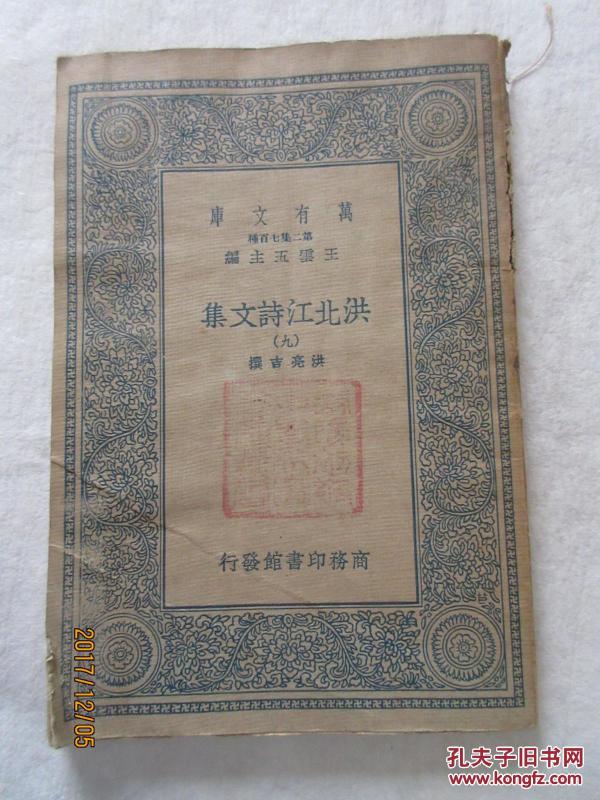 萬有文庫
第二集七百種
王雲五主編
洪北江詩文集
(九)
洪亮吉撰
商務印書館發行
2017/12/05
孔夫子旧书网
www.kongfz.com